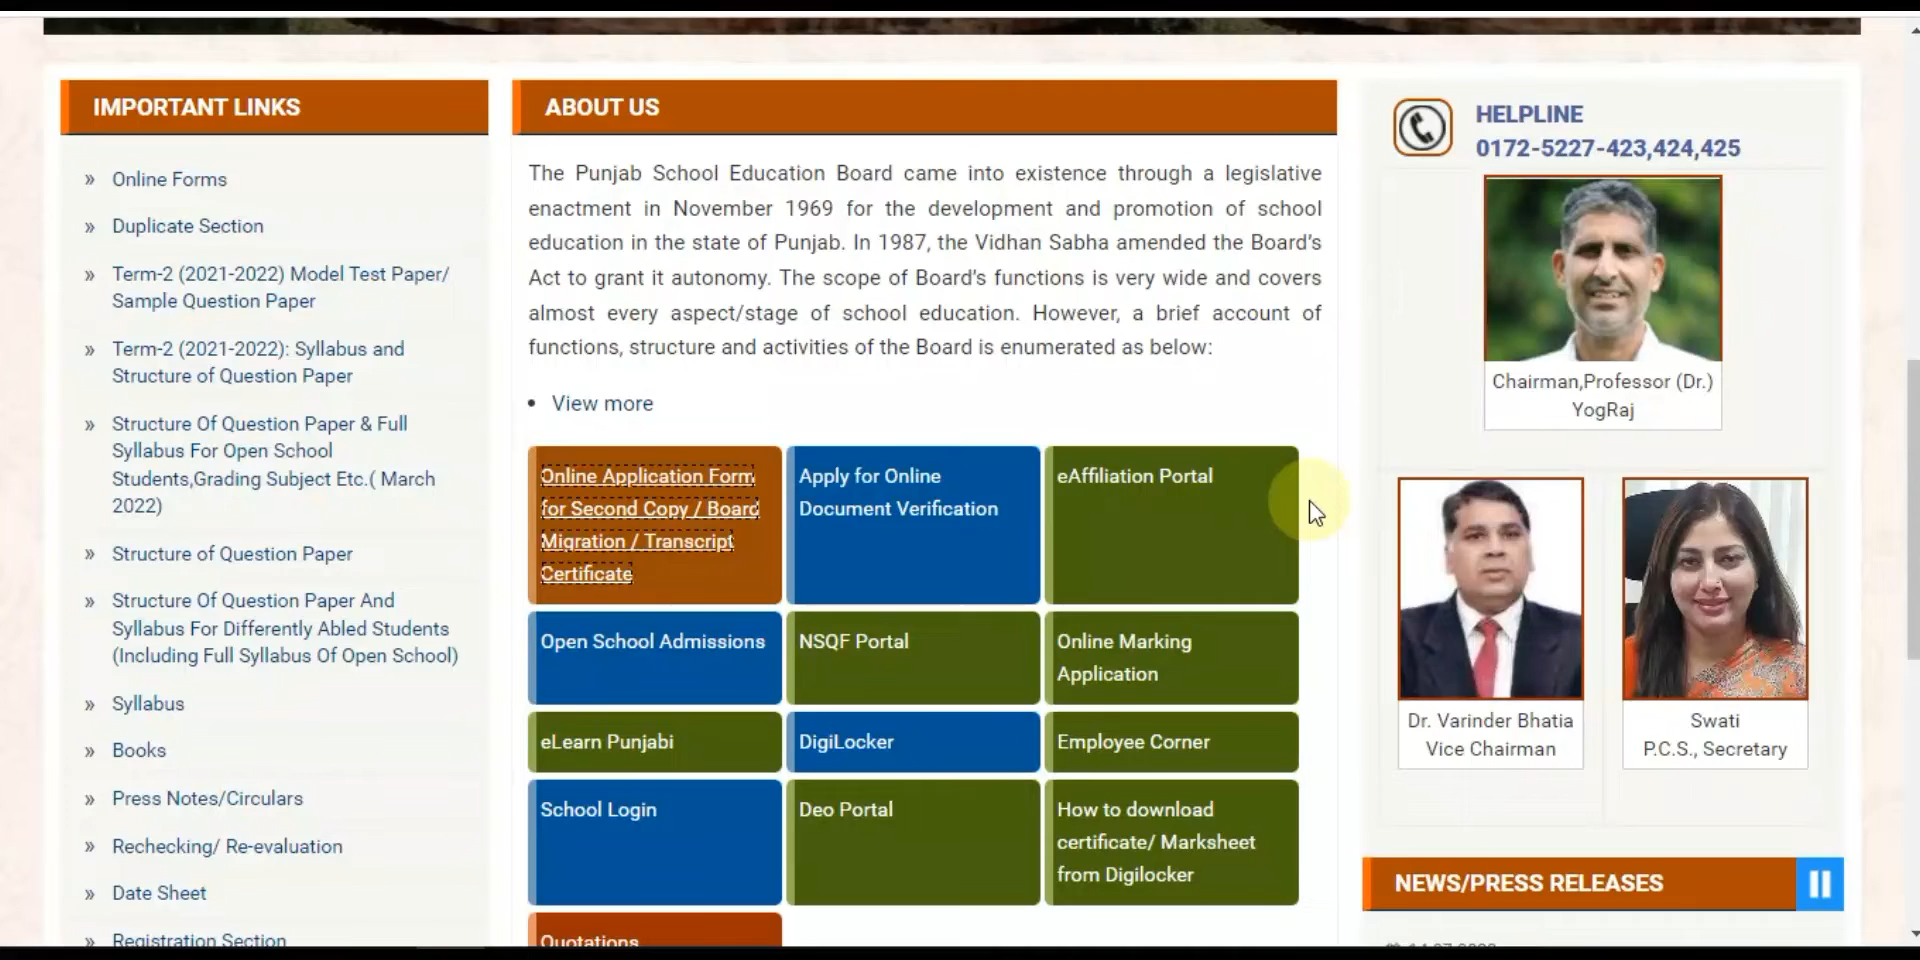 IMPORTANT LINKS
» Online Forms
» Duplicate Section
» Term-2 (2021-2022) Model Test Paper/
Sample Question Paper
» Term-2 (2021-2022): Syllabus and
Structure of Question Paper
» Structure Of Question Paper & Full
Syllabus For Open School
Students,Grading Subject Etc.( March
2022)
» Structure of Question Paper
» Structure Of Question Paper And
Syllabus For Differently Abled Students
(Including Full Syllabus Of Open School)
» Syllabus
» Books
» Press Notes/Circulars
» Rechecking/ Re-evaluation
» Date Sheet
» Registration Section
ABOUT US
The Punjab School Education Board came into existence through a legislative
enactment in November 1969 for the development and promotion of school
education in the state of Punjab. In 1987, the Vidhan Sabha amended the Board's
Act to grant it autonomy. The scope of Board's functions is very wide and covers
almost every aspect/stage of school education. However, a brief account of
functions, structure and activities of the Board is enumerated as below:
• View more
Online Application Form
for Second Copy / Board
Migration / Transcript
Certificate
Apply for Online
Document Verification
eAffiliation Portal
Open School Admissions
NSQF Portal
Online Marking
Application
eLearn Punjabi
DigiLocker
Employee Corner
School Login
Deo Portal
How to download
certificate/ Marksheet
from Digilocker
Quotations
HELPLINE
0172-5227-423,424,425
Chairman,Professor (Dr.)
YogRaj
Dr. Varinder Bhatia
Vice Chairman
Swati
P.C.S., Secretary
NEWS/PRESS RELEASES